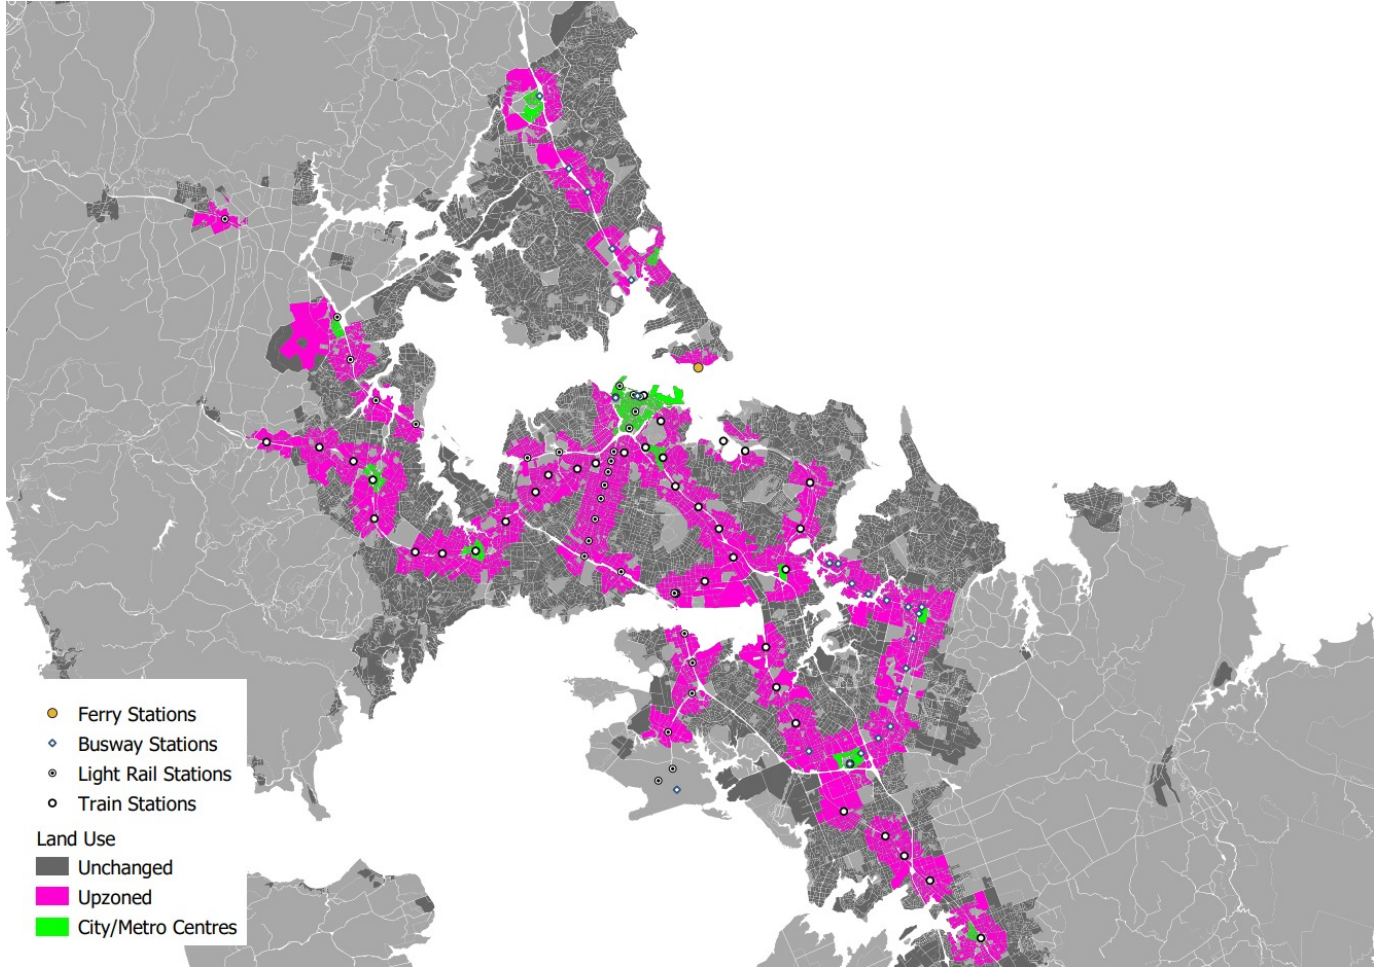 Ferry Stations
Busway Stations
Light Rail Stations
Train Stations
Land Use
Unchanged
Upzoned
City/Metro Centres